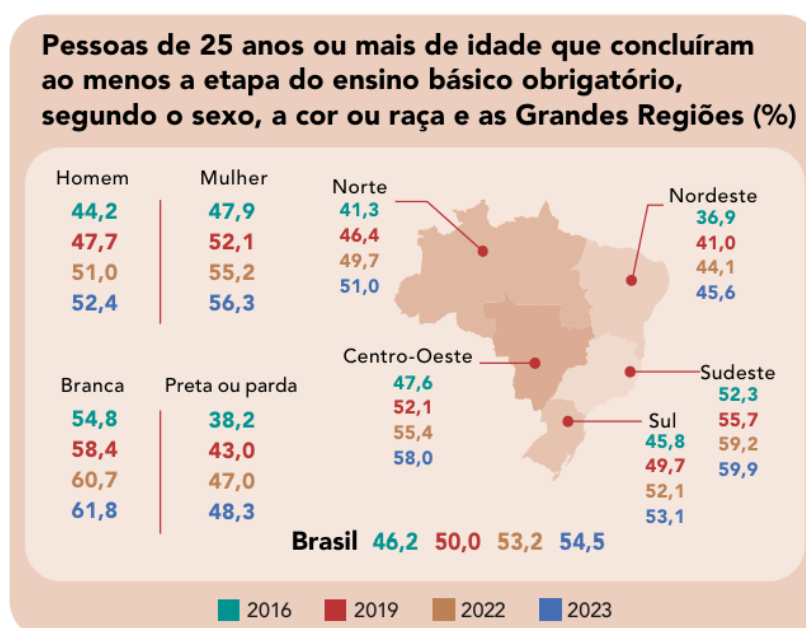 Pessoas de 25 anos ou mais de idade que concluíram
ao menos a etapa do ensino básico obrigatório,
segundo o sexo, a cor ou raça e as Grandes Regiões (%)
Homem
44,2
47,7
51,0
52,4
Mulher
47,9
52,1
55,2
56,3
Norte
41,3
46,4
49,7
51,0
Nordeste
36,9
41,0
44,1
45,6
Branca
54,8
58,4
60,7
61,8
Preta ou parda
38,2
43,0
47,0
48,3
Centro-Oeste
47,6
52,1
55,4
58,0
Sul
45,8
49,7
52,1
53,1
Sudeste
52,3
55,7
59,2
59,9
Brasil 46,2 50,0 53,2 54,5
2016 2019 2022 2023